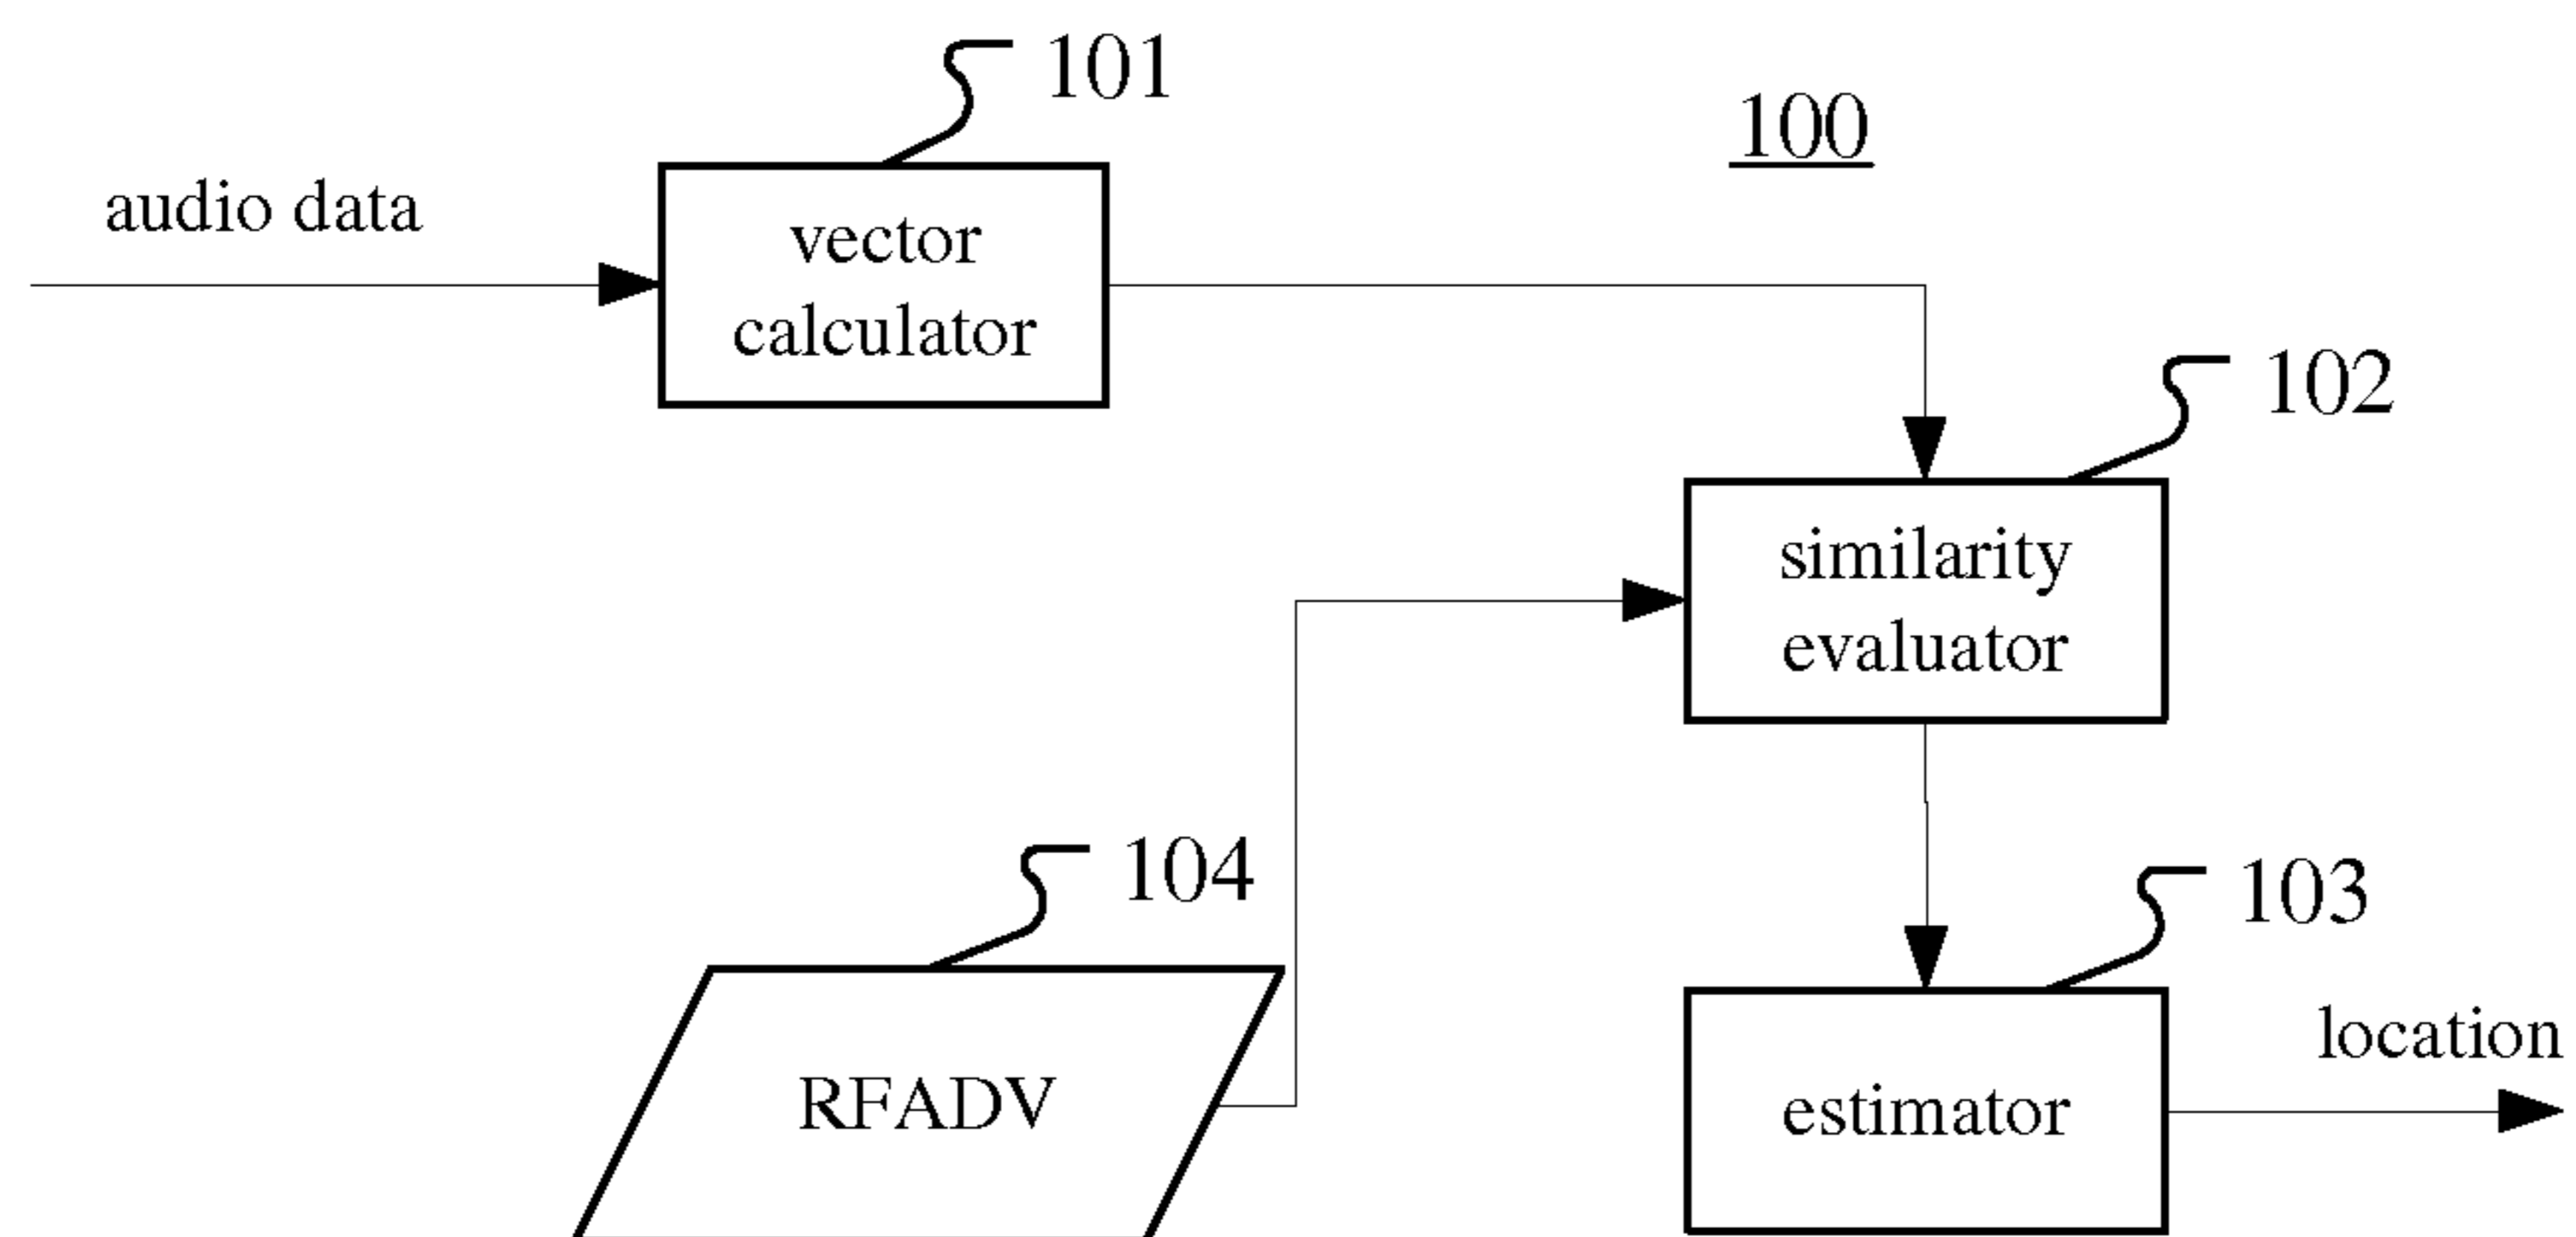 101
100
audio data
vector
calculator
102
similarity
evaluator
104
103
RFADV
estimator
location